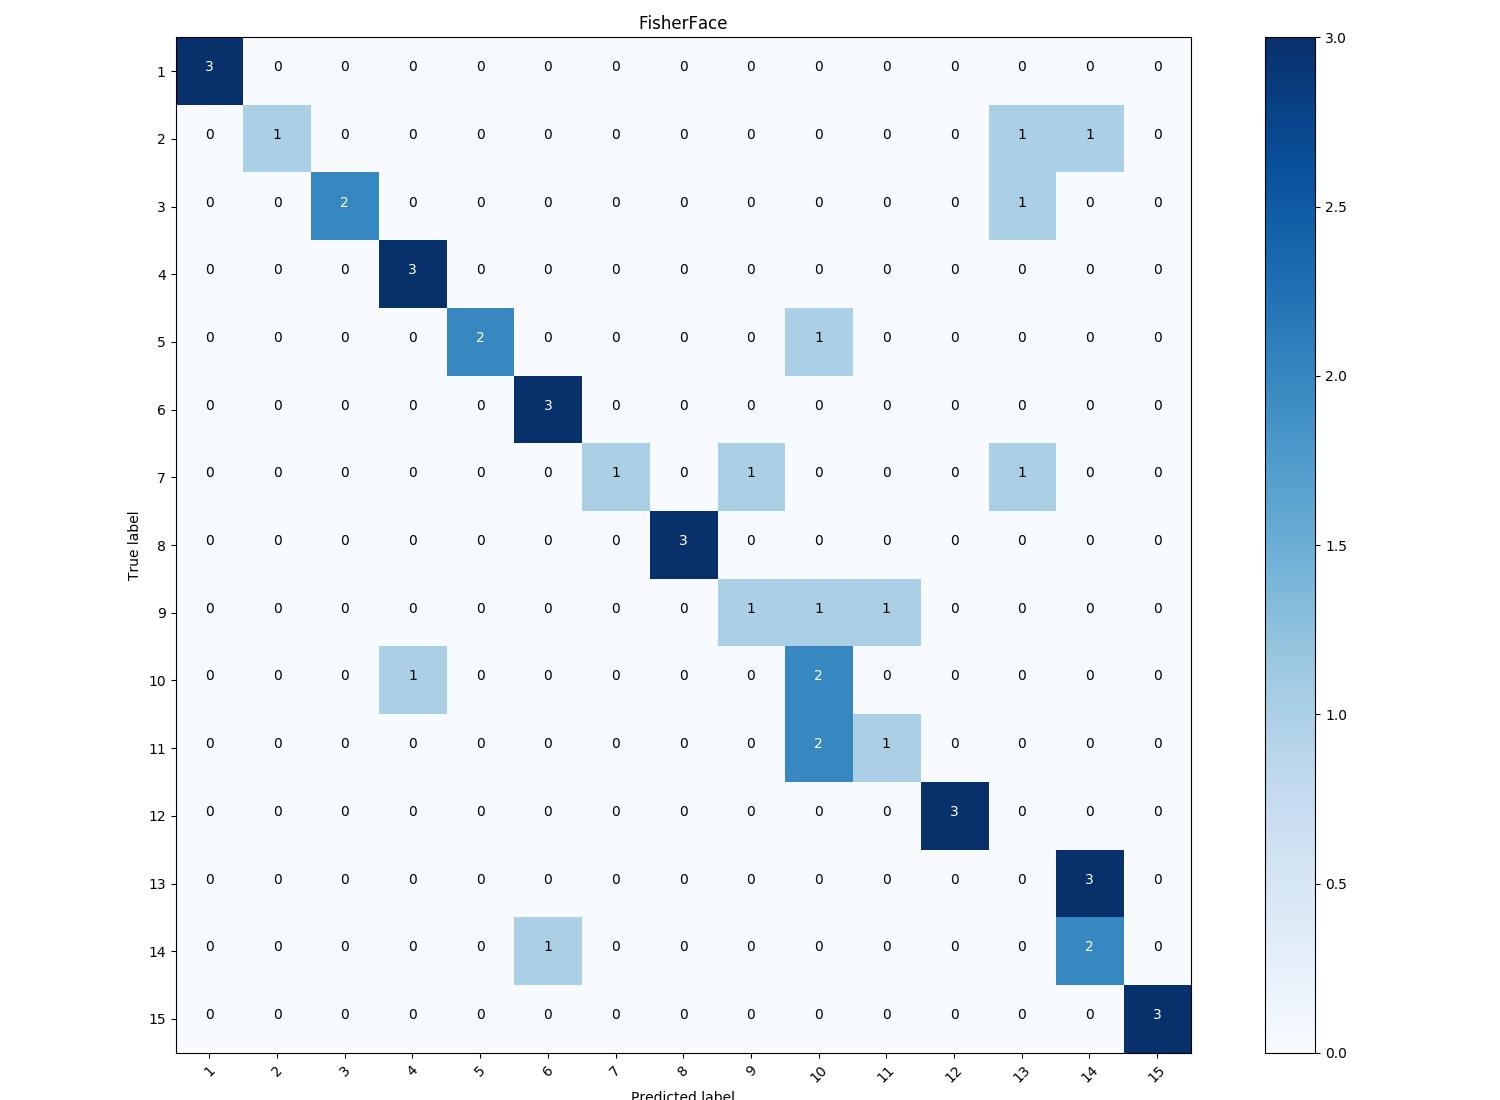 FisherFace
1 3 0 0 0 0 0 0 0 0 0 0 0 0 0 0
2 0 1 0 0 0 0 0 0 0 0 0 0 1 1 0
3 0 0 2 0 0 0 0 0 0 0 0 0 1 0 0
4 0 0 0 3 0 0 0 0 0 0 0 0 0 0 0
5 0 0 0 0 2 0 0 0 0 1 0 0 0 0 0
6 0 0 0 0 0 3 0 0 0 0 0 0 0 0 0
7 0 0 0 0 0 0 1 0 1 0 0 0 1 0 0
8 0 0 0 0 0 0 0 3 0 0 0 0 0 0 0
9 0 0 0 0 0 0 0 0 1 1 1 0 0 0 0
10 0 0 0 1 0 0 0 0 0 2 0 0 0 0 0
11 0 0 0 0 0 0 0 0 0 2 1 0 0 0 0
12 0 0 0 0 0 0 0 0 0 0 0 3 0 0 0
13 0 0 0 0 0 0 0 0 0 0 0 0 0 3 0
14 0 0 0 0 0 1 0 0 0 0 0 0 0 2 0
15 0 0 0 0 0 0 0 0 0 0 0 0 0 0 3
1 2 3 4 5 6 7 8 9 10 11 12 13 14 15
True label
Predicted label
3.0
2.5
2.0
1.5
1.0
0.5
0.0